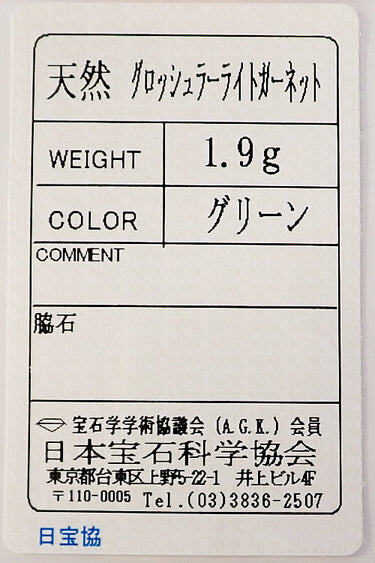 天然 グロッシュラーライトガーネット
WEIGHT 1.9g
COLOR グリーン
COMMENT
脇石
宝石学学術協議会（A.G.K.）会員
日本宝石科学協会
東京都台東区上野5-22-1 井上ビル4F
〒110-0005 Tel.(03)3836-2507
日宝協